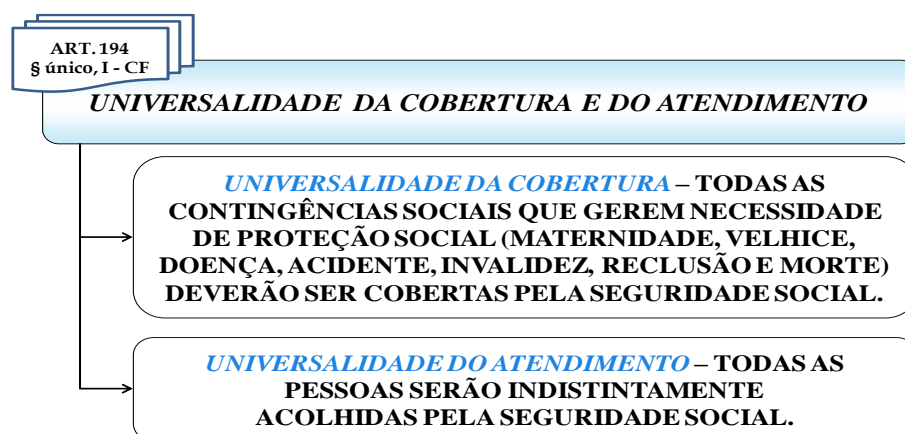 ART. 194
§ único, I - CF
UNIVERSALIDADE DA COBERTURA E DO ATENDIMENTO
UNIVERSALIDADE DA COBERTURA – TODAS AS
CONTINGÊNCIAS SOCIAIS QUE GEREM NECESSIDADE
DE PROTEÇÃO SOCIAL (MATERNIDADE, VELHICE,
DOENÇA, ACIDENTE, INVALIDEZ, RECLUSÃO E MORTE)
DEVERÃO SER COBERTAS PELA SEGURIDADE SOCIAL.
UNIVERSALIDADE DO ATENDIMENTO – TODAS AS
PESSOAS SERÃO INDISTINTAMENTE
ACOLHIDAS PELA SEGURIDADE SOCIAL.